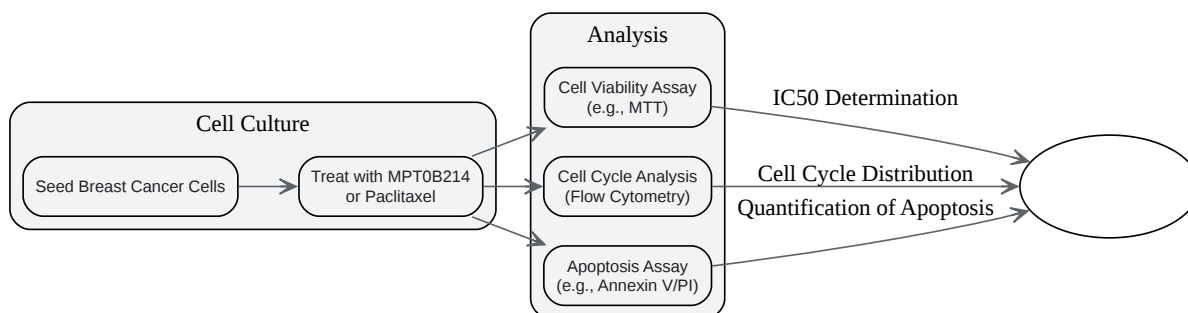 Cell Culture
Seed Breast Cancer Cells
Treat with MPT0B214
or Paclitaxel
Analysis
Cell Viability Assay
(e.g., MTT)
Cell Cycle Analysis
(Flow Cytometry)
Apoptosis Assay
(e.g., Annexin V/PI)
IC50 Determination
Cell Cycle Distribution
Quantification of Apoptosis